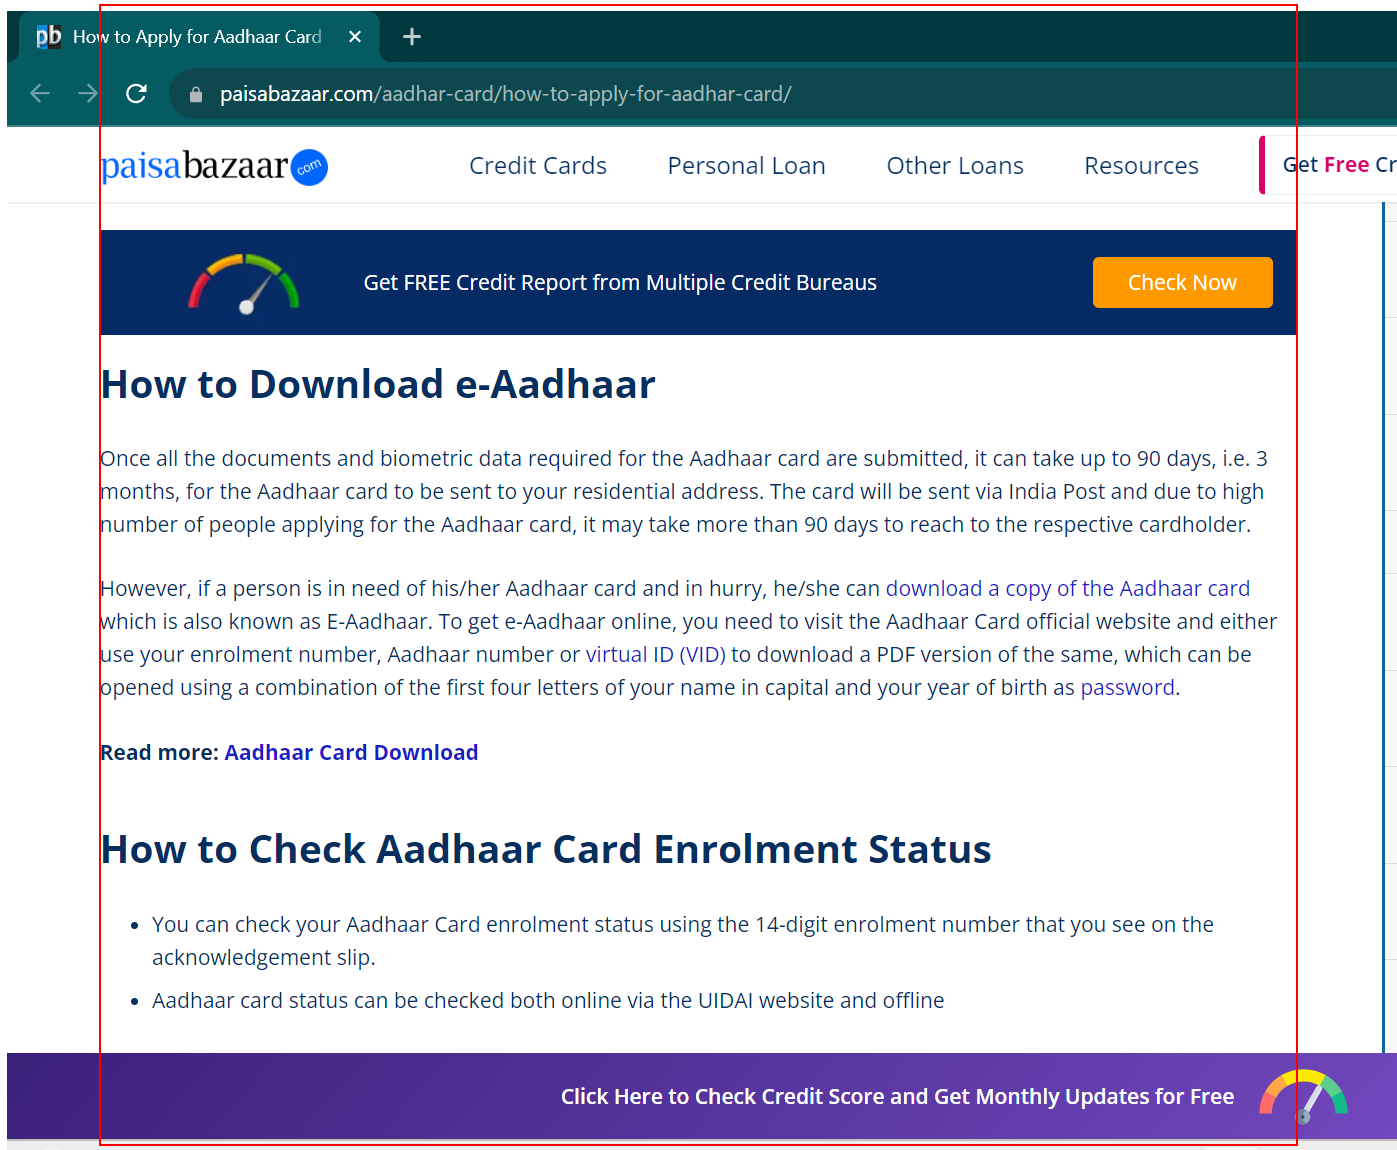 pb How to Apply for Aadhaar Card
paisabazaar.com/aadhar-card/how-to-apply-for-aadhar-card/
paisabazaar com
Credit Cards Personal Loan Other Loans Resources Get Free Cr
Get FREE Credit Report from Multiple Credit Bureaus Check Now
How to Download e-Aadhaar
Once all the documents and biometric data required for the Aadhaar card are submitted, it can take up to 90 days, i.e. 3
months, for the Aadhaar card to be sent to your residential address. The card will be sent via India Post and due to high
number of people applying for the Aadhaar card, it may take more than 90 days to reach to the respective cardholder.
However, if a person is in need of his/her Aadhaar card and in hurry, he/she can download a copy of the Aadhaar card
which is also known as E-Aadhaar. To get e-Aadhaar online, you need to visit the Aadhaar Card official website and either
use your enrolment number, Aadhaar number or virtual ID (VID) to download a PDF version of the same, which can be
opened using a combination of the first four letters of your name in capital and your year of birth as password.
Read more: Aadhaar Card Download
How to Check Aadhaar Card Enrolment Status
• You can check your Aadhaar Card enrolment status using the 14-digit enrolment number that you see on the
acknowledgement slip.
• Aadhaar card status can be checked both online via the UIDAI website and offline
Click Here to Check Credit Score and Get Monthly Updates for Free